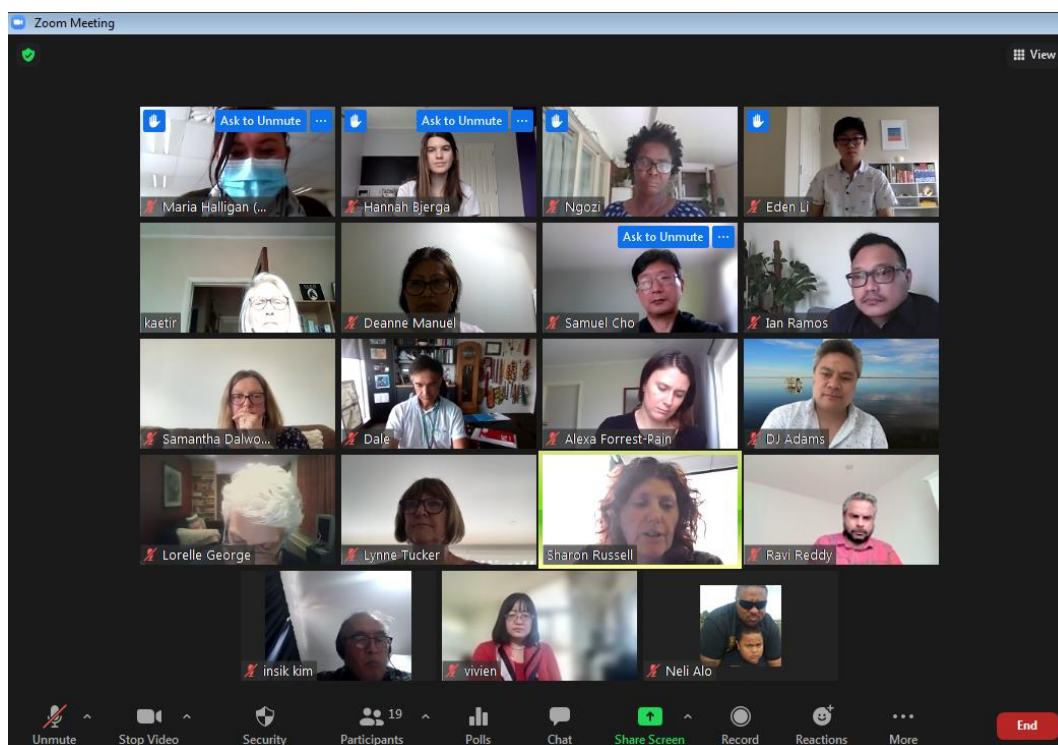 Zoom Meeting
View
Ask to Unmute ...
Ask to Unmute ...
Maria Halligan (...
Hannah Bjerga
Ngozi
Eden Li
Ask to Unmute ...
kaetir
Deanne Manuel
Samuel Cho
Ian Ramos
Samantha Dalwo...
Dale
Alexa Forrest-Pain
DJ Adams
Lorelle George
Lynne Tucker
Sharon Russell
Ravi Reddy
insik kim
vivien
Neli Alo
19
Unmute
Stop Video
Security
Participants
Polls
Chat
Share Screen
Record
Reactions
More
End